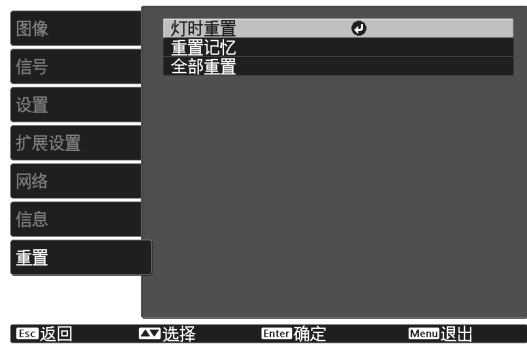 图像
信号
设置
扩展设置
网络
信息
重置
灯时重置
重置记忆
全部重置
Esc 返回 选择 Enter 确定 Menu 退出